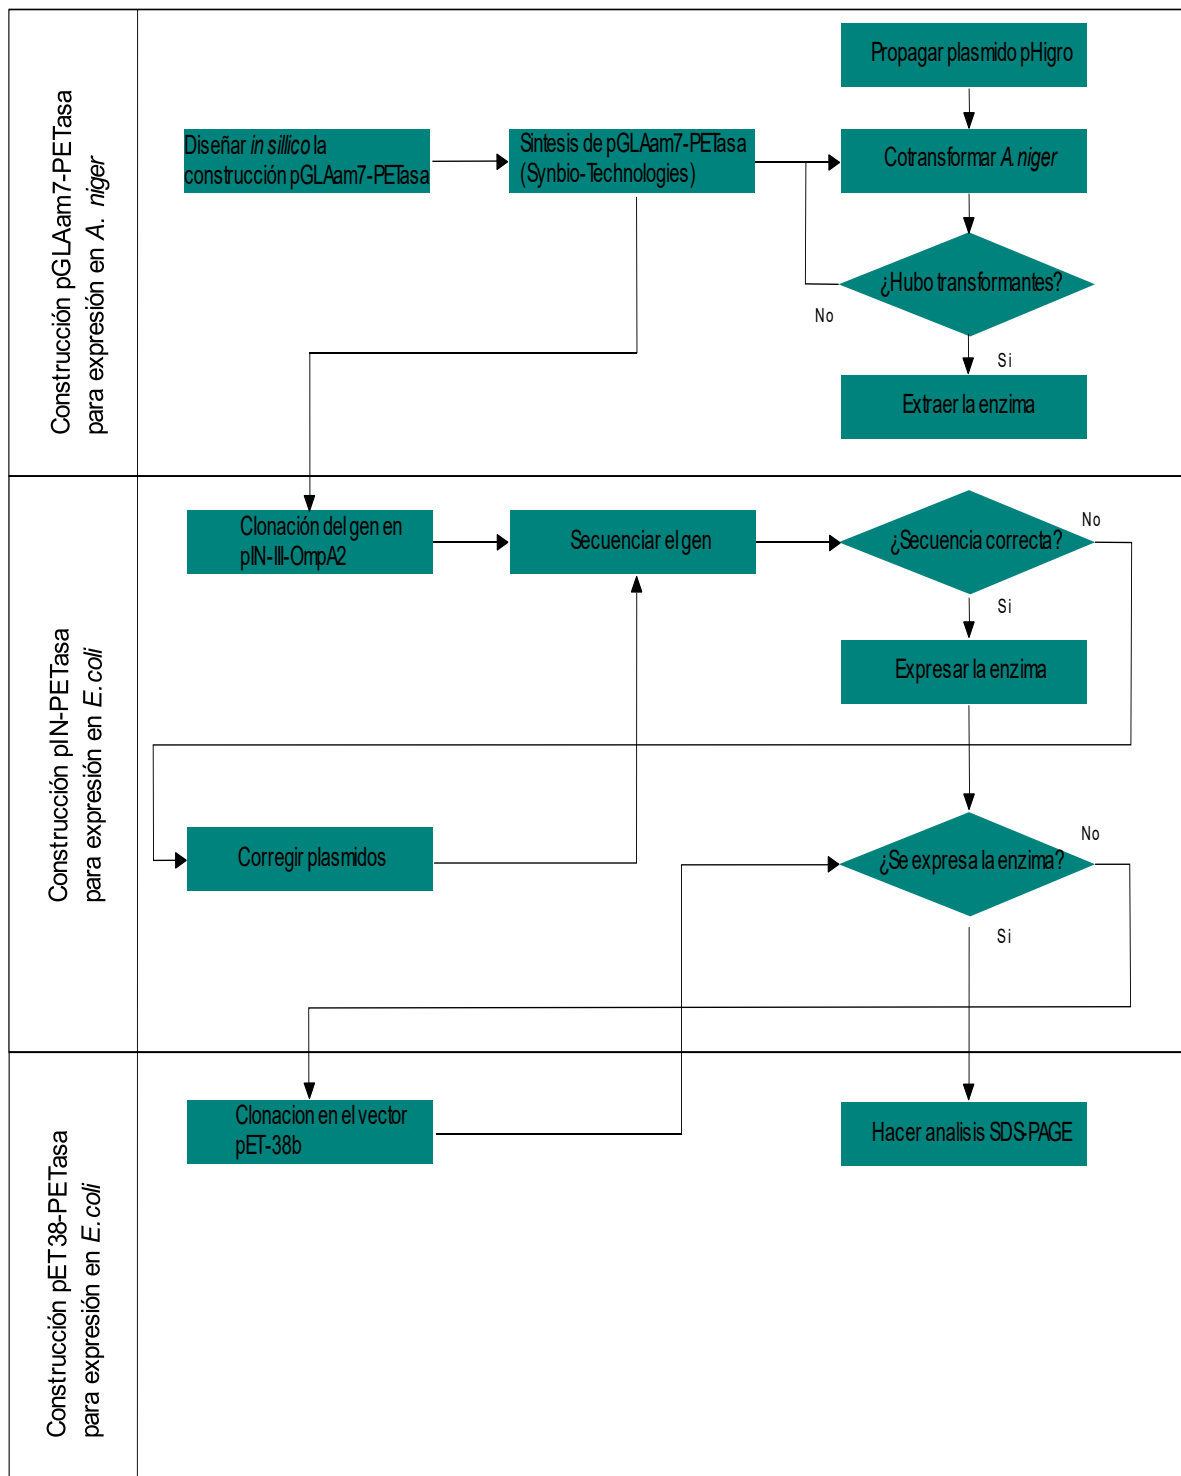 Construcción pGLAam7-PETasa
para expresión en A. niger
Propagar plasmido pHigro
Diseñar in sillico la
construcción pGLAam7-PETasa
Sintesis de pGLAam7-PETasa
(Synbio-Technologies)
Cotransformar A niger
¿Hubo transformantes?
No
Si
Extraer la enzima
Construcción pIN-PETasa
para expresión en E.coli
Clonación del gen en
pIN-III-OmpA2
Secuenciar el gen
¿Secuencia correcta?
No
Si
Expresar la enzima
Corregir plasmidos
¿Se expresa la enzima?
No
Si
Construcción pET38-PETasa
para expresión en E.coli
Clonacion en el vector
pET-38b
Hacer analisis SDS-PAGE